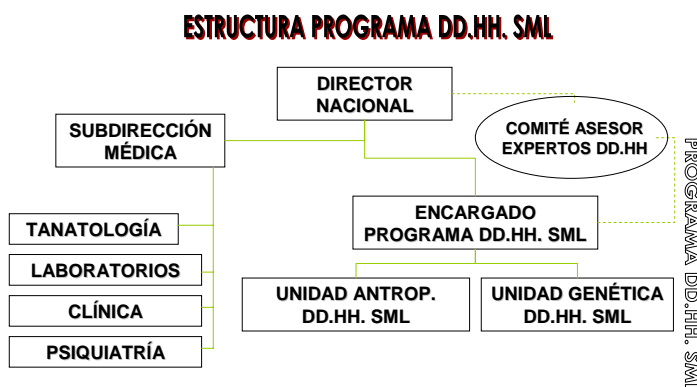 ESTRUCTURA PROGRAMA DD.HH. SML
DIRECTOR
NACIONAL
SUBDIRECCIÓN
MÉDICA
COMITÉ ASESOR
EXPERTOS DD.HH
ENCARGADO
PROGRAMA DD.HH. SML
TANATOLOGÍA
LABORATORIOS
CLÍNICA
PSIQUIATRÍA
UNIDAD ANTROP.
DD.HH. SML
UNIDAD GENÉTICA
DD.HH. SML
PROGRAMA DD.HH. SML